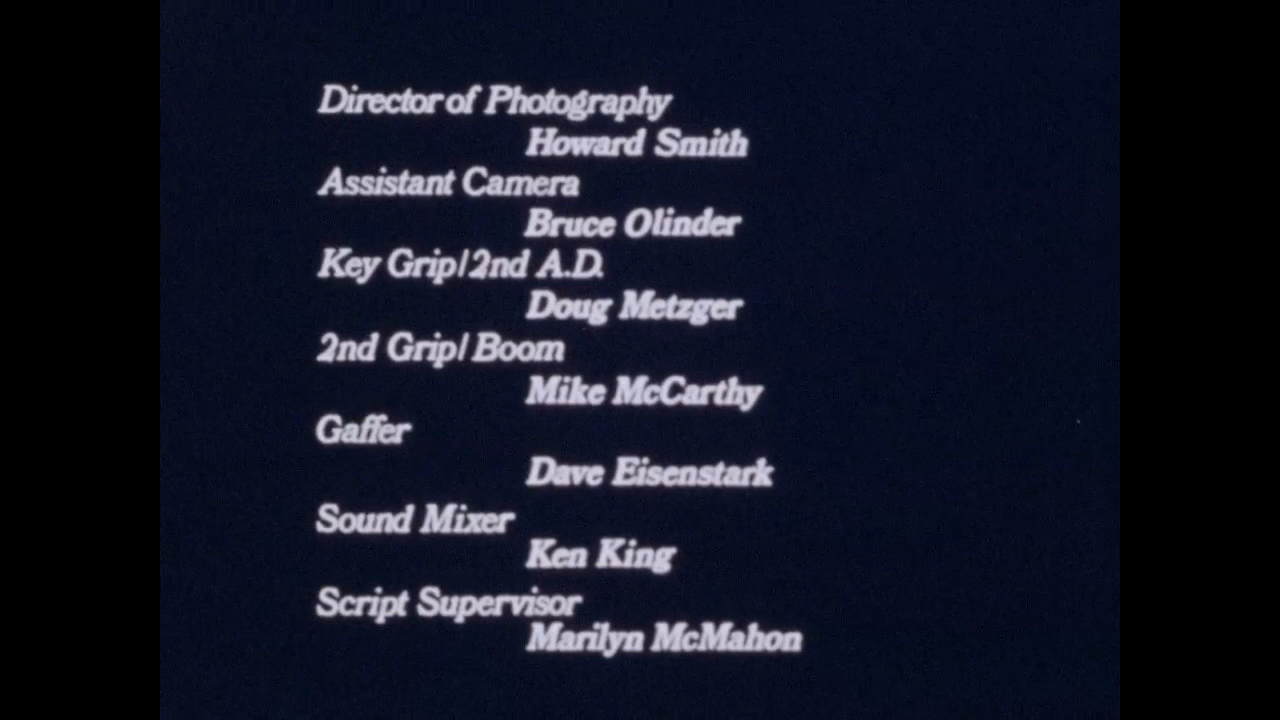 Director of Photography
Howard Smith
Assistant Camera
Bruce Olinder
Key Grip/2nd A.D.
Doug Metzger
2nd Grip/Boom
Mike McCarthy
Gaffer
Dave Eisenstark
Sound Mixer
Ken King
Script Supervisor
Marilyn McMahon